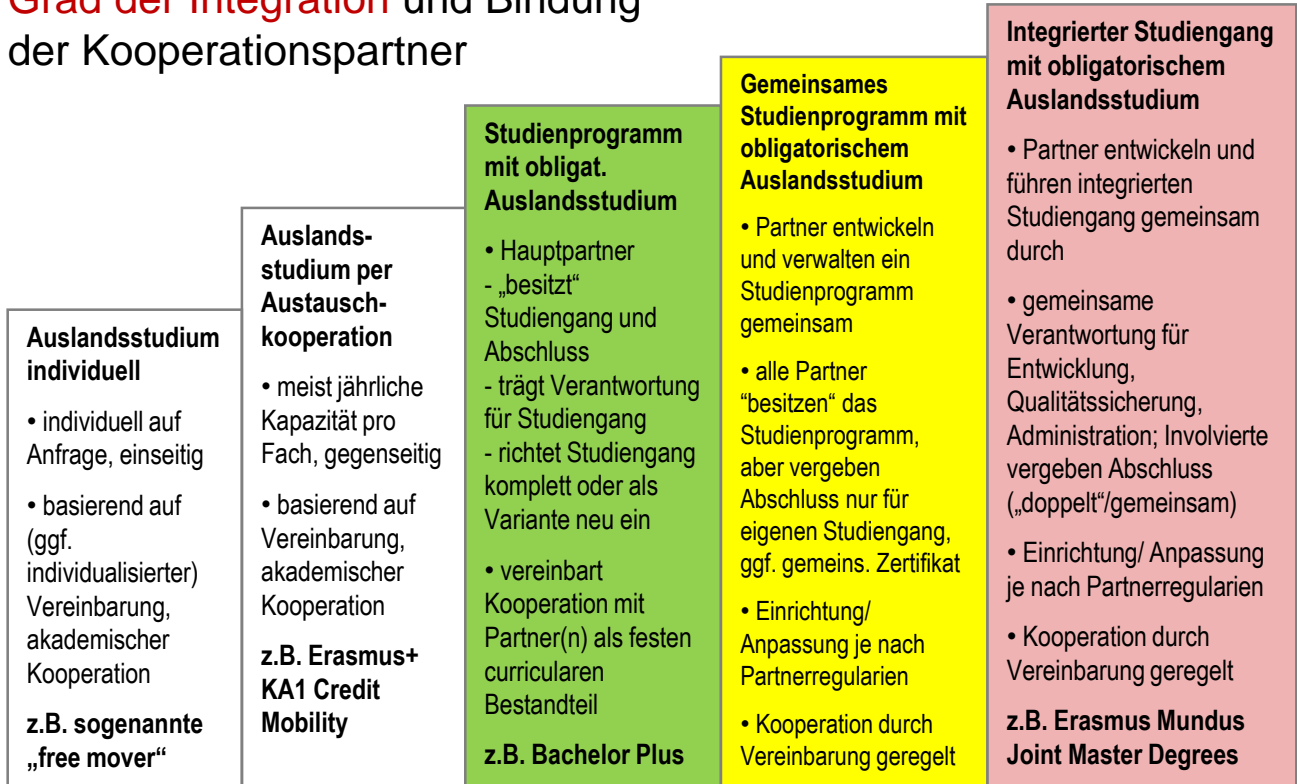 Grad der Integration und Bindung
der Kooperationspartner
Auslandsstudium
individuell
• individuell auf
Anfrage, einseitig
• basierend auf
(ggf.
individualisierter)
Vereinbarung,
akademischer
Kooperation
z.B. sogenannte
„free mover“
Auslands-
studium per
Austausch-
kooperation
• meist jährliche
Kapazität pro
Fach, gegenseitig
• basierend auf
Vereinbarung,
akademischer
Kooperation
z.B. Erasmus+
KA1 Credit
Mobility
Studienprogramm
mit obligat.
Auslandsstudium
• Hauptpartner
- „besitzt“
Studiengang und
Abschluss
- trägt Verantwortung
für Studiengang
- richtet Studiengang
komplett oder als
Variante neu ein
• vereinbart
Kooperation mit
Partner(n) als festen
curricularen
Bestandteil
z.B. Bachelor Plus
Gemeinsames
Studienprogramm mit
obligatorischem
Auslandsstudium
• Partner entwickeln
und verwalten ein
Studienprogramm
gemeinsam
• alle Partner
“besitzen“ das
Studienprogramm,
aber vergeben
Abschluss nur für
eigenen Studiengang,
ggf. gemeins. Zertifikat
• Einrichtung/
Anpassung je nach
Partnerregularien
• Kooperation durch
Vereinbarung geregelt
Integrierter Studiengang
mit obligatorischem
Auslandsstudium
• Partner entwickeln und
führen integrierten
Studiengang gemeinsam
durch
• gemeinsame
Verantwortung für
Entwicklung,
Qualitätssicherung,
Administration; Involvierte
vergeben Abschluss
(„doppelt“/gemeinsam)
• Einrichtung/ Anpassung
je nach Partnerregularien
• Kooperation durch
Vereinbarung geregelt
z.B. Erasmus Mundus
Joint Master Degrees